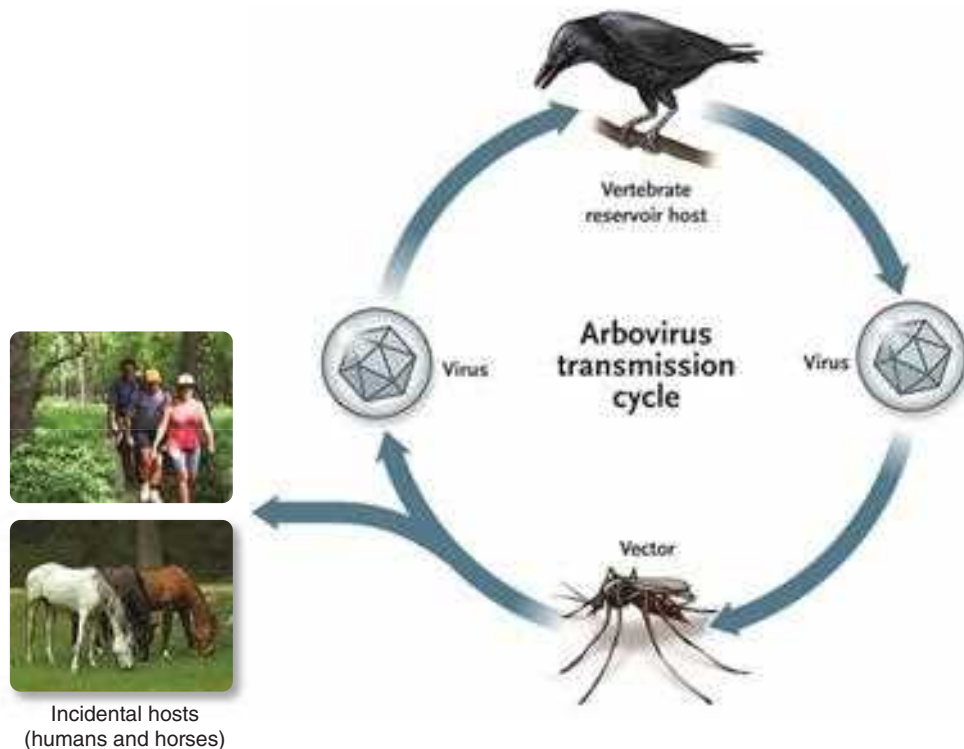 Vertebrate
reservoir host
Arbovirus
transmission
cycle
Virus
Virus
Vector
Incidental hosts
(humans and horses)